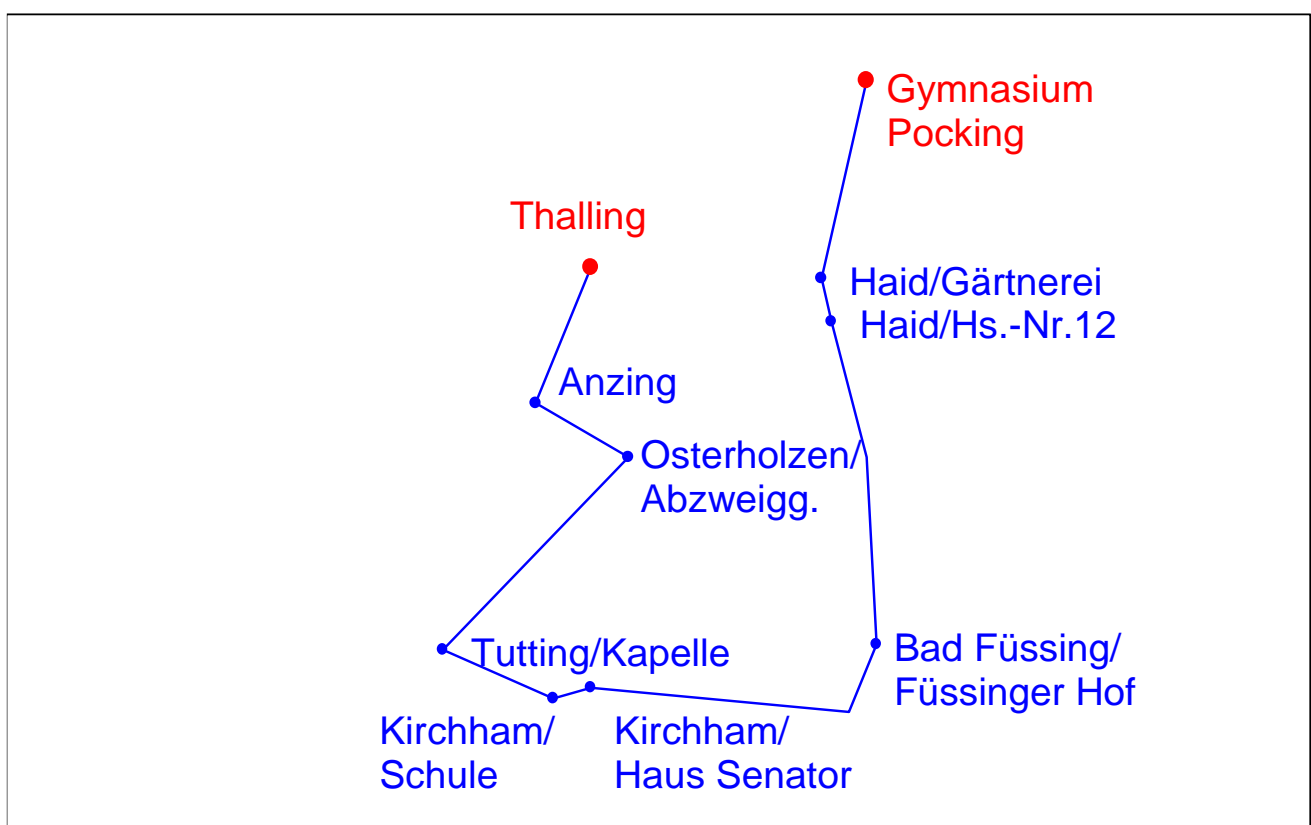 Gymnasium
Pocking
Thalling
Haid/Gärtnerei
Haid/Hs.-Nr.12
Anzing
Osterholzen/
Abzweigg.
Tutting/Kapelle
Bad Füssing/
Füssinger Hof
Kirchham/
Schule
Kirchham/
Haus Senator